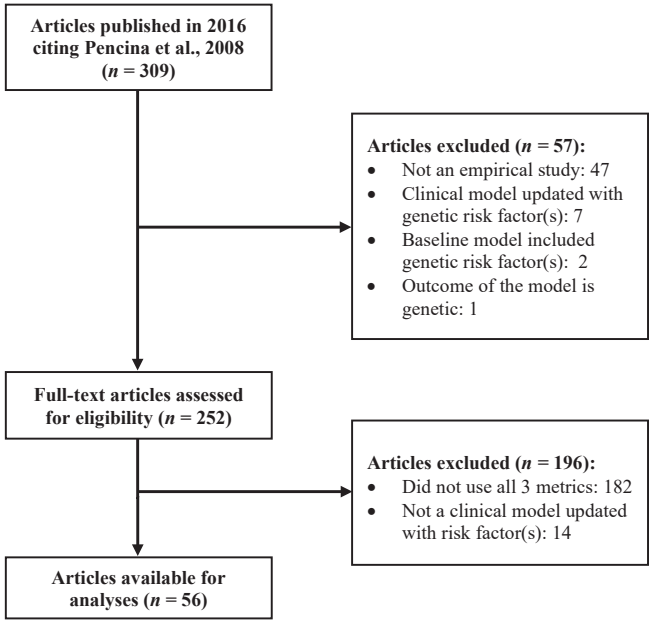 Articles published in 2016
citing Pencina et al., 2008
(n = 309)
Articles excluded (n = 57):
• Not an empirical study: 47
• Clinical model updated with
genetic risk factor(s): 7
• Baseline model included
genetic risk factor(s): 2
• Outcome of the model is
genetic: 1
Full-text articles assessed
for eligibility (n = 252)
Articles excluded (n = 196):
• Did not use all 3 metrics: 182
• Not a clinical model updated
with risk factor(s): 14
Articles available for
analyses (n = 56)